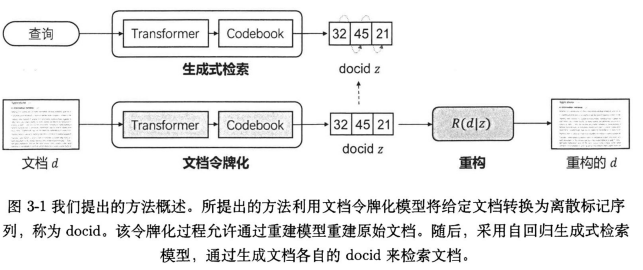 查询
Transformer
Codebook
32 45 21
生成式检索
docid z
Transformer
Codebook
32 45 21
R(d|z)
文档 d
文档令牌化
docid z
重构
重构的 d
图 3-1 我们提出的方法概述。所提出的方法利用文档令牌化模型将给定文档转换为离散标记序
列，称为 docid。该令牌化过程允许通过重建模型重建原始文档。随后，采用自回归生成式检索
模型，通过生成文档各自的 docid 来检索文档。